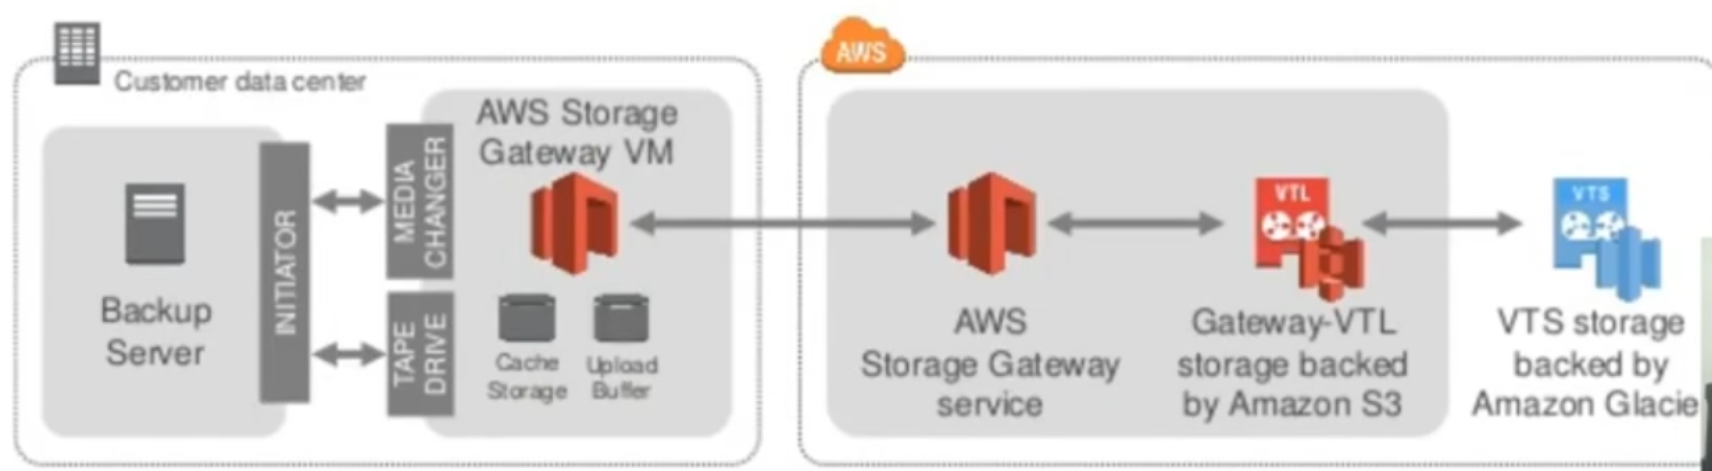 Customer data center
Backup
Server
INITIATOR
MEDIA
CHANGER
TAPE
DRIVE
AWS Storage
Gateway VM
Cache
Storage
Upload
Buffer
AWS
AWS
Storage Gateway
service
VTL
Gateway-VTL
storage backed
by Amazon S3
VTS
VTS storage
backed by
Amazon Glacie